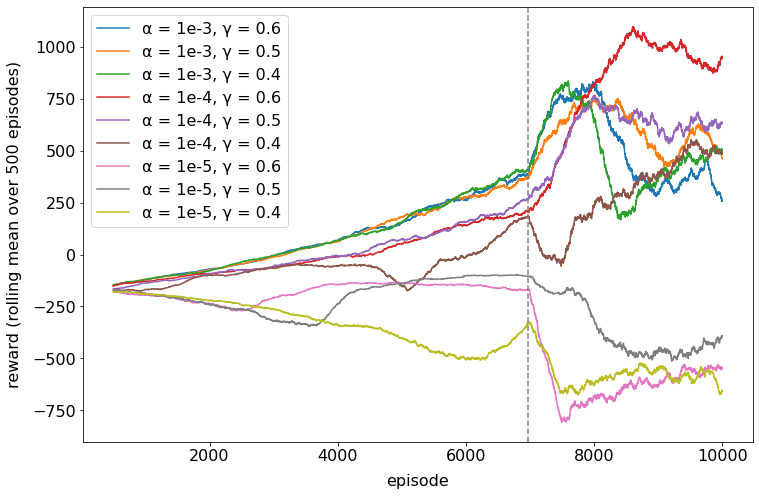 reward (rolling mean over 500 episodes)
1000
750
500
250
0
−250
−500
−750
α = 1e-3, γ = 0.6
α = 1e-3, γ = 0.5
α = 1e-3, γ = 0.4
α = 1e-4, γ = 0.6
α = 1e-4, γ = 0.5
α = 1e-4, γ = 0.4
α = 1e-5, γ = 0.6
α = 1e-5, γ = 0.5
α = 1e-5, γ = 0.4
2000 4000 6000 8000 10000
episode